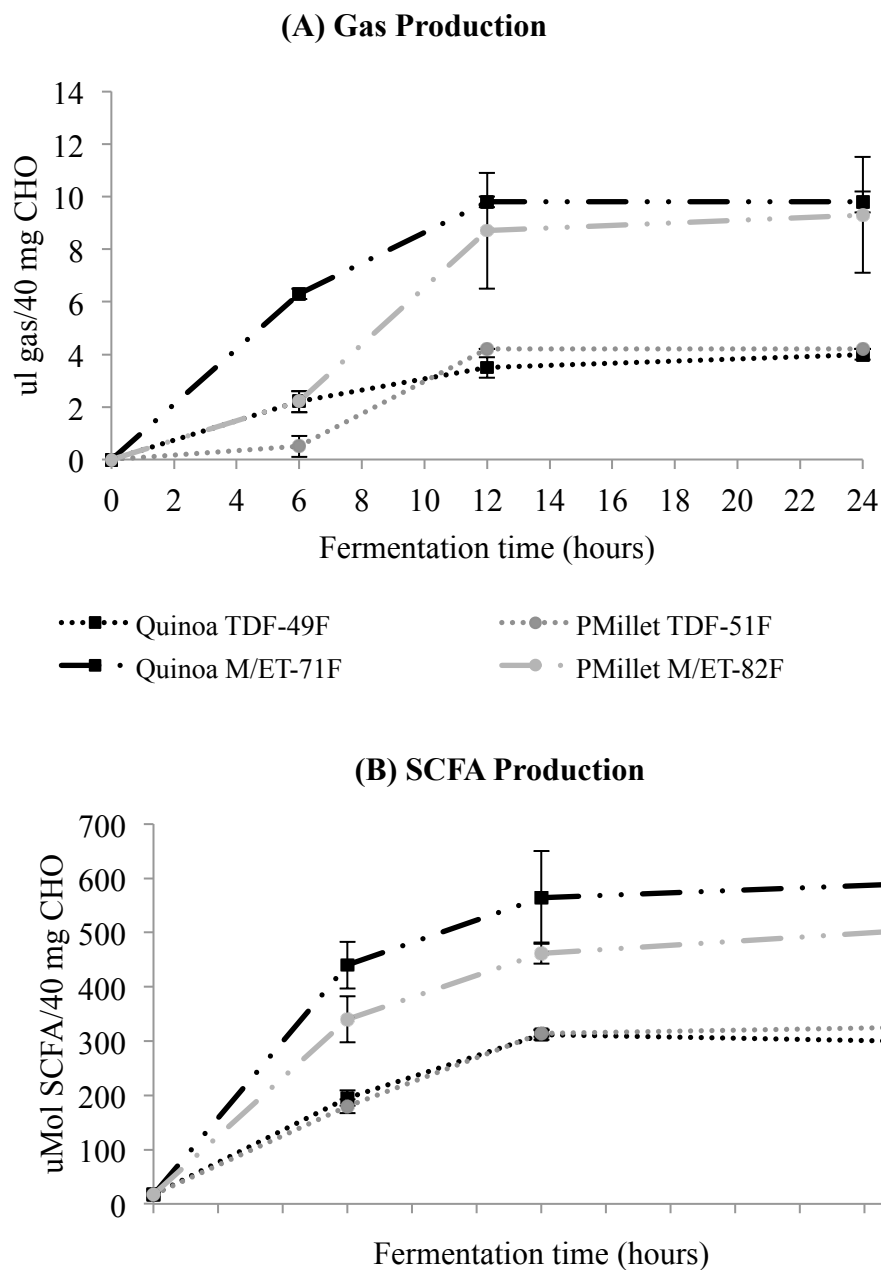 (A) Gas Production
14
12
10
8
6
4
2
0
ul gas/40 mg CHO
0 2 4 6 8 10 12 14 16 18 20 22 24
Fermentation time (hours)
Quinoa TDF-49F PMillet TDF-51F
Quinoa M/ET-71F PMillet M/ET-82F
(B) SCFA Production
700
600
500
400
300
200
100
0
uMol SCFA/40 mg CHO
Fermentation time (hours)